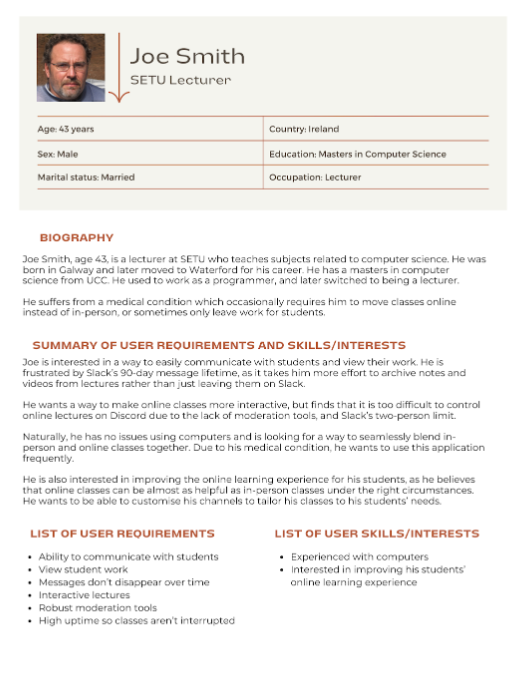 Joe Smith
SETU Lecturer
Age: 43 years
Country: Ireland
Sex: Male
Education: Masters in Computer Science
Marital status: Married
Occupation: Lecturer
BIOGRAPHY
Joe Smith, age 43, is a lecturer at SETU who teaches subjects related to computer science. He was
born in Galway and later moved to Waterford for his career. He has a masters in computer
science from UCC. He used to work as a programmer, and later switched to being a lecturer.
He suffers from a medical condition which occasionally requires him to move classes online
instead of in-person, or sometimes only leave work for students.
SUMMARY OF USER REQUIREMENTS AND SKILLS/INTERESTS
Joe is interested in a way to easily communicate with students and view their work. He is
frustrated by Slack's 90-day message lifetime, as it takes him more effort to archive notes and
videos from lectures rather than just leaving them on Slack.
He wants a way to make online classes more interactive, but finds that it is too difficult to control
online lectures on Discord due to the lack of moderation tools, and Slack's two-person limit.
Naturally, he has no issues using computers and is looking for a way to seamlessly blend in-
person and online classes together. Due to his medical condition, he wants to use this application
frequently.
He is also interested in improving the online learning experience for his students, as he believes
that online classes can be almost as helpful as in-person classes under the right circumstances.
He wants to be able to customise his channels to tailor his classes to his students' needs.
LIST OF USER REQUIREMENTS
• Ability to communicate with students
• View student work
• Messages don't disappear over time
• Interactive lectures
• Robust moderation tools
• High uptime so classes aren't interrupted
LIST OF USER SKILLS/INTERESTS
• Experienced with computers
• Interested in improving his students'
online learning experience